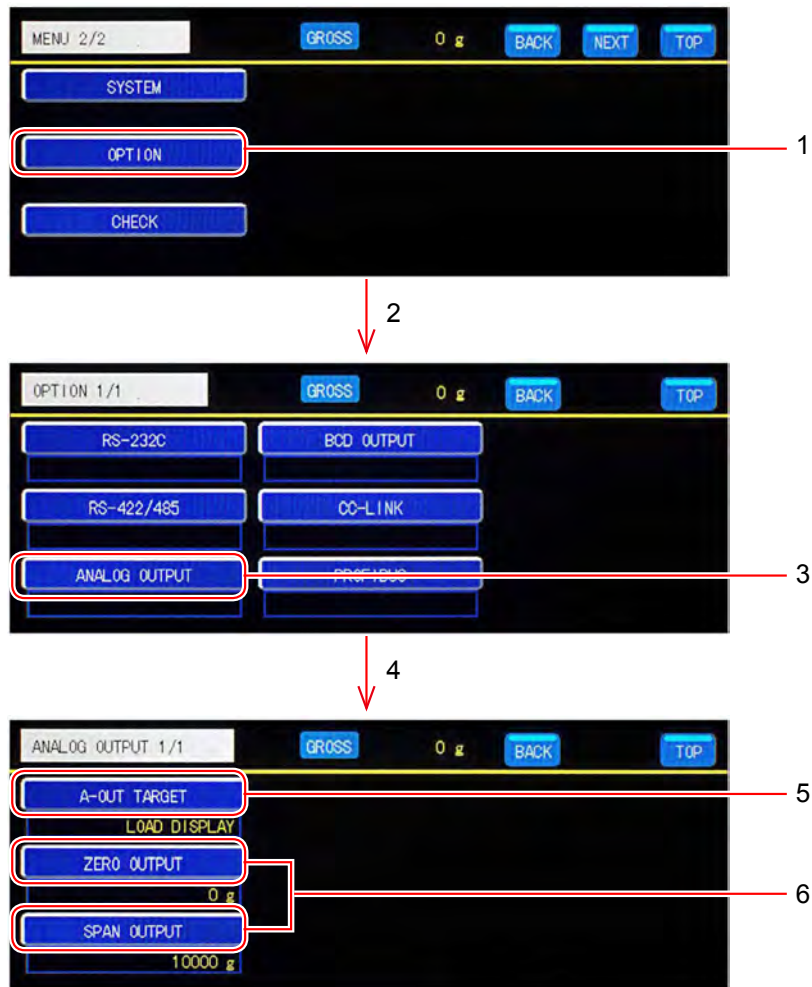 MENU 2/2 GROSS 0 g BACK NEXT TOP
SYSTEM
OPTION 1
CHECK
2
OPTION 1/1 GROSS 0 g BACK TOP
RS-232C BCD OUTPUT
RS-422/485 CC-LINK
ANALOG OUTPUT PROFIBUS 3
4
ANALOG OUTPUT 1/1 GROSS 0 g BACK TOP
A-OUT TARGET 5
LOAD DISPLAY
ZERO OUTPUT
0 g 6
SPAN OUTPUT
10000 g